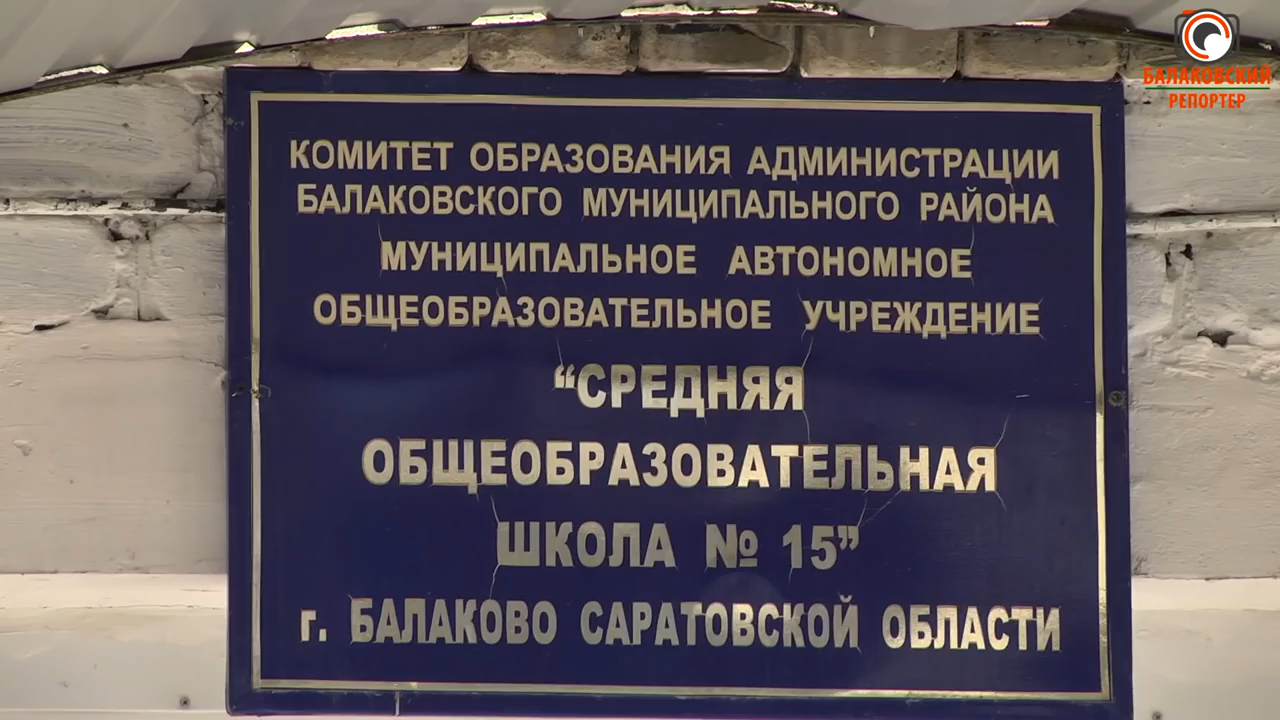 БАЛАКОВСКИЙ
РЕПОРТЕР
КОМИТЕТ ОБРАЗОВАНИЯ АДМИНИСТРАЦИИ
БАЛАКОВСКОГО МУНИЦИПАЛЬНОГО РАЙОНА
МУНИЦИПАЛЬНОЕ АВТОНОМНОЕ
ОБЩЕОБРАЗОВАТЕЛЬНОЕ УЧРЕЖДЕНИЕ
“СРЕДНЯЯ
ОБЩЕОБРАЗОВАТЕЛЬНАЯ
ШКОЛА № 15”
г. БАЛАКОВО САРАТОВСКОЙ ОБЛАСТИ